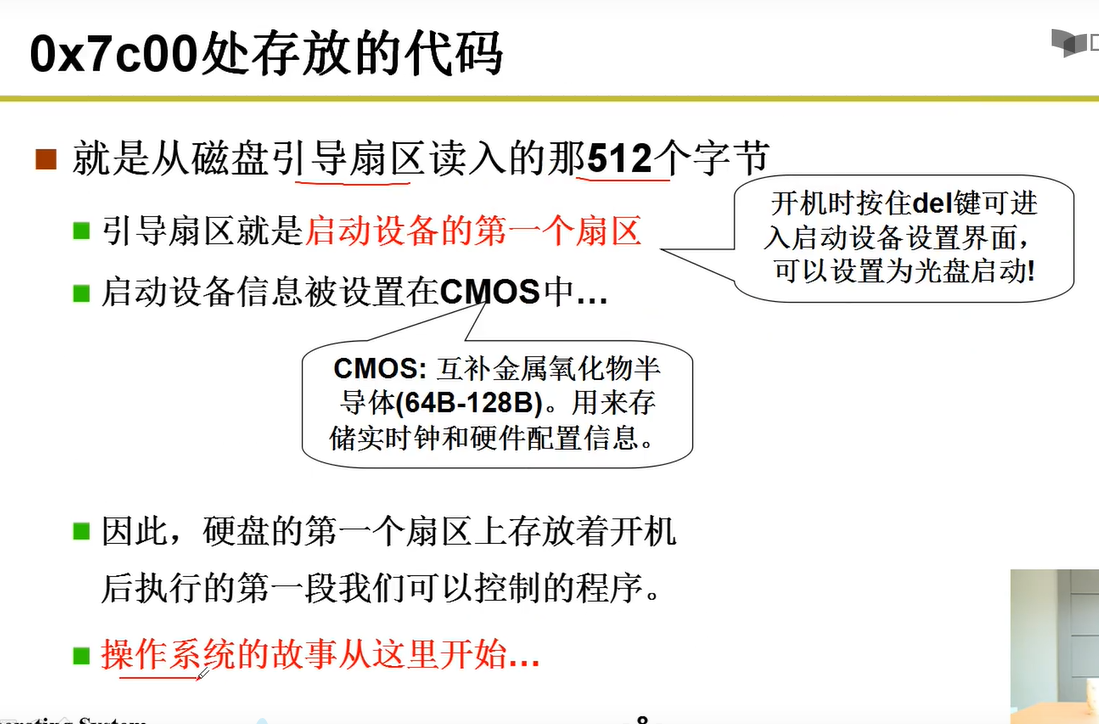 0x7c00处存放的代码
就是从磁盘引导扇区读入的那512个字节
引导扇区就是启动设备的第一个扇区
开机时按住del键可进
入启动设备设置界面，
可以设置为光盘启动!
启动设备信息被设置在CMOS中...
CMOS: 互补金属氧化物半
导体(64B-128B)。用来存
储实时钟和硬件配置信息。
因此，硬盘的第一个扇区上存放着开机
后执行的第一段我们可以控制的程序。
操作系统的故事从这里开始...